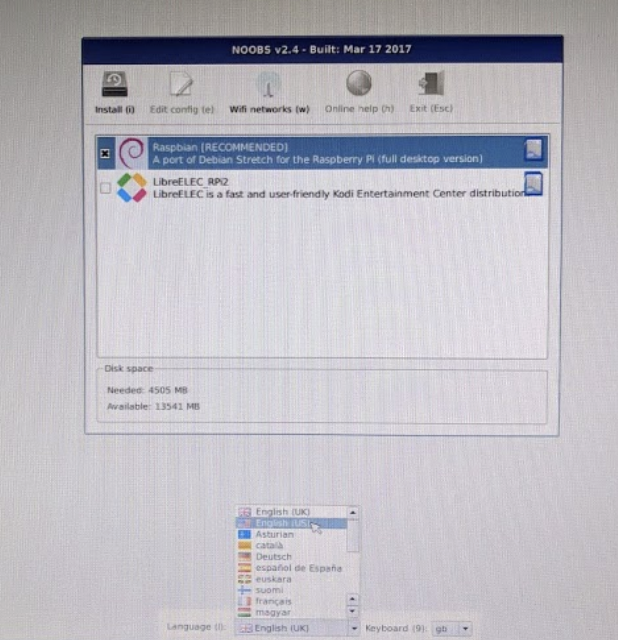 NOOBS v2.4 - Built: Mar 17 2017
Install (i) Edit config (e) Wifi networks (w) Online help (h) Exit (Esc)
Raspbian [RECOMMENDED]
A port of Debian Stretch for the Raspberry Pi (full desktop version)
LibreELEC_RPi2
LibreELEC is a fast and user-friendly Kodi Entertainment Center distribution
Disk space
Needed: 4505 MB
Available: 13541 MB
English (UK)
English (US)
Asturian
català
Deutsch
español de España
euskara
suomi
français
magyar
Language (l): English (UK) Keyboard (9): gb